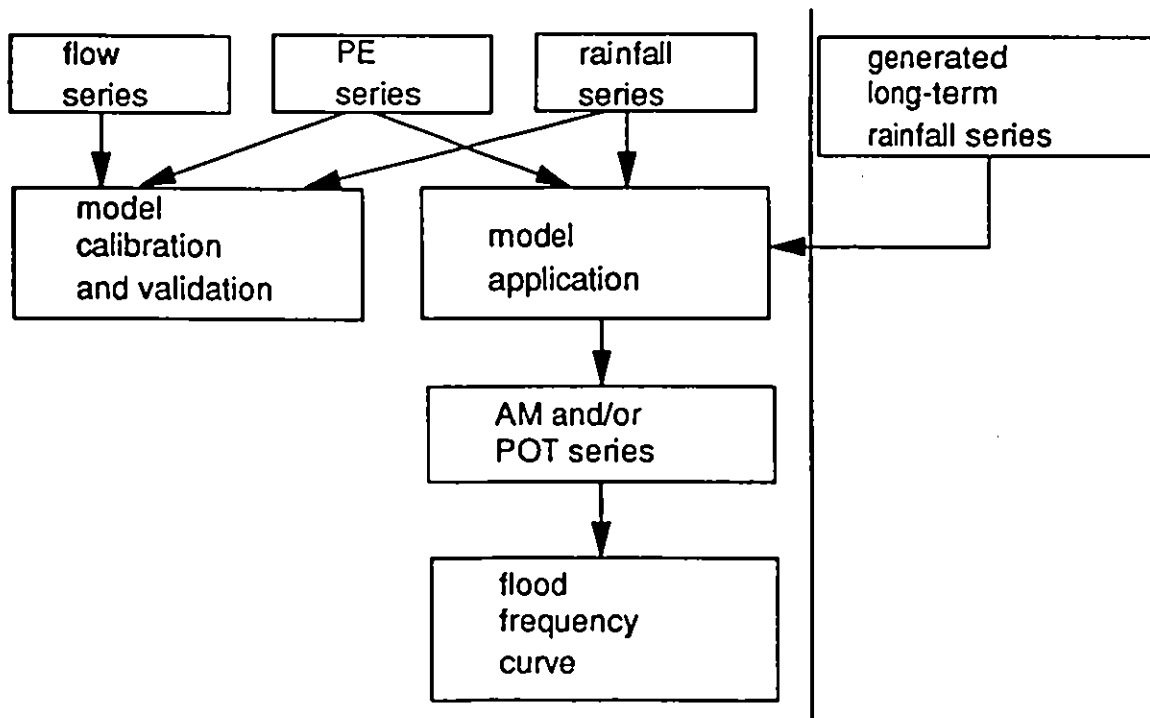 flow
series
PE
series
rainfall
series
generated
long-term
rainfall series
model
calibration
and validation
model
application
AM and/or
POT series
flood
frequency
curve